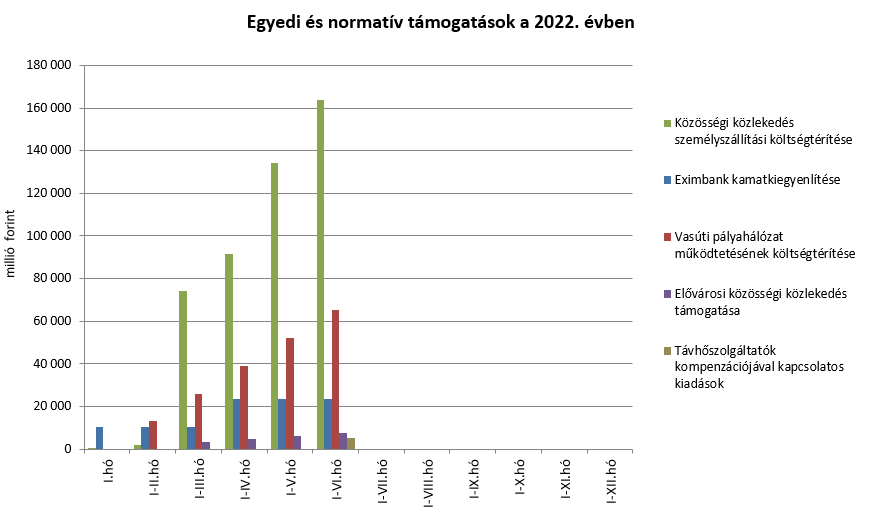 Egyedi és normatív támogatások a 2022. évben
millió forint
180 000
160 000
140 000
120 000
100 000
80 000
60 000
40 000
20 000
0
I.hó
I-II.hó
I-III.hó
I-IV.hó
I-V.hó
I-VI.hó
I-VII.hó
I-VIII.hó
I-IX.hó
I-X.hó
I-XI.hó
I-XII.hó
Közösségi közlekedés
személyszállítási költségtérítése
Eximbank kamatkiegyenlítése
Vasúti pályahálózat
működtetésének költségtérítése
Elővárosi közösségi közlekedés
támogatása
Távhőszolgáltatók
kompenzációjával kapcsolatos
kiadások